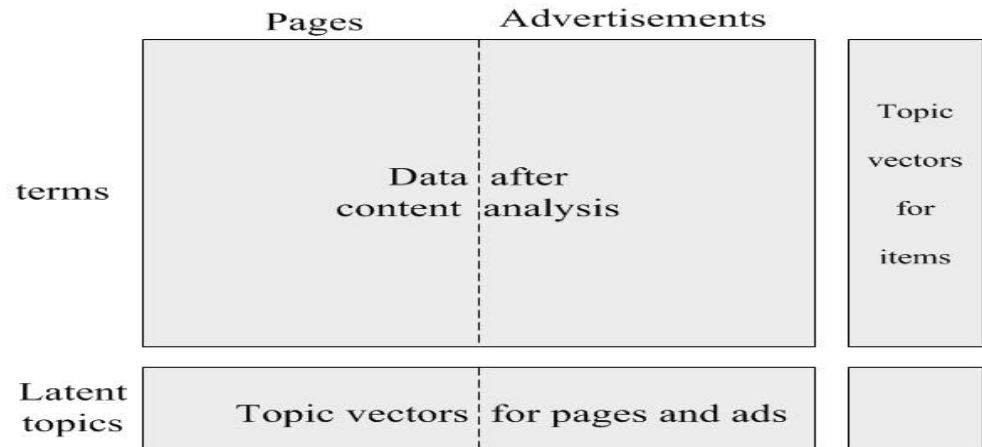 Pages Advertisements
terms
Data after
content analysis
Topic
vectors
for
items
Latent
topics
Topic vectors for pages and ads